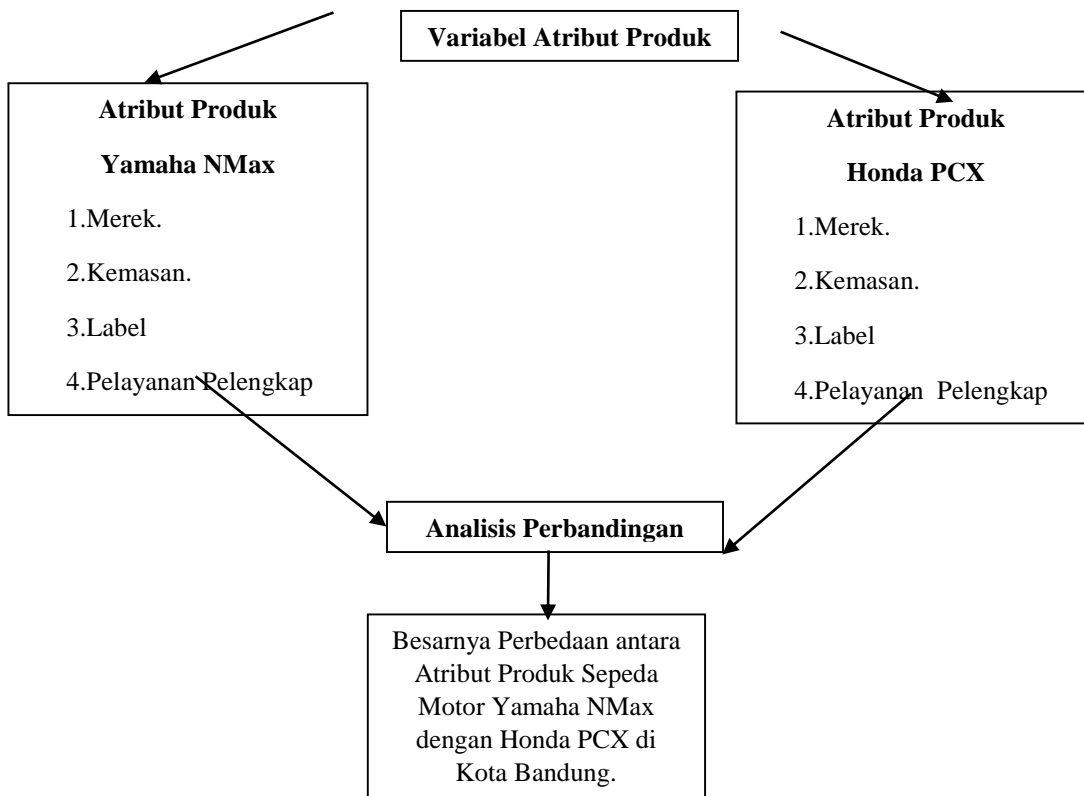 Variabel Atribut Produk
Atribut Produk
Yamaha NMax
1.Merek.
2.Kemasan.
3.Label
4.Pelayanan Pelengkap
Atribut Produk
Honda PCX
1.Merek.
2.Kemasan.
3.Label
4.Pelayanan  Pelengkap
Analisis Perbandingan
Besarnya Perbedaan antara
Atribut Produk Sepeda
Motor Yamaha NMax
dengan Honda PCX di
Kota Bandung.